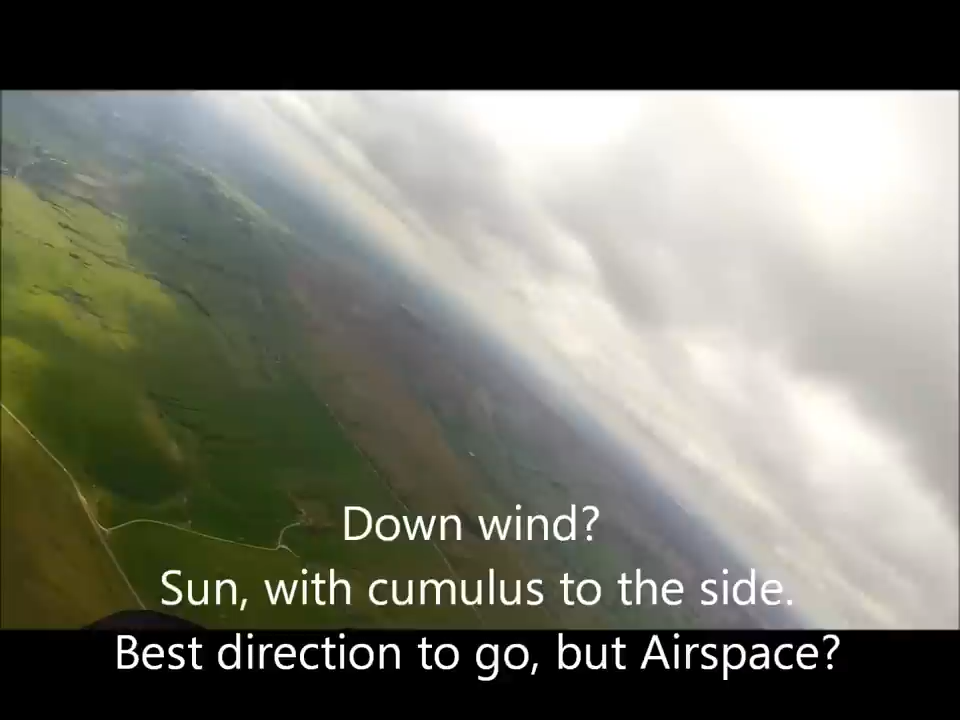 Down wind?
Sun, with cumulus to the side.
Best direction to go, but Airspace?